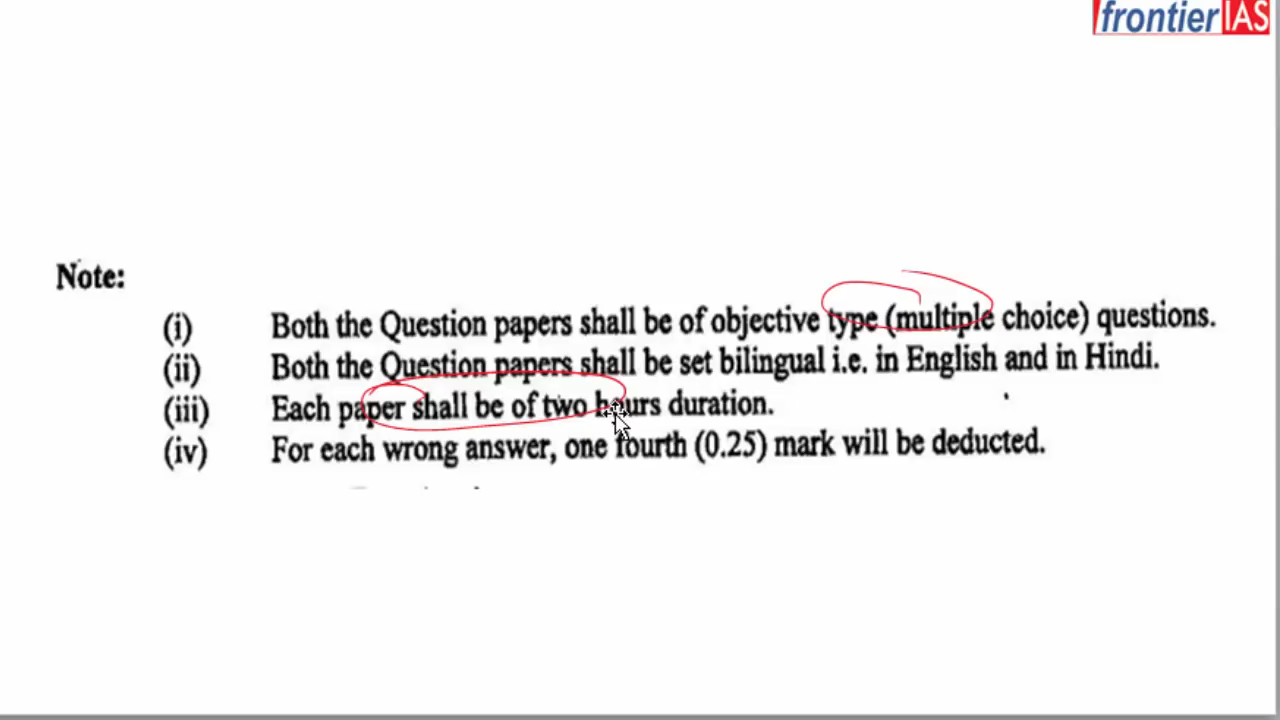 frontier IAS
Note:
(i) Both the Question papers shall be of objective type (multiple choice) questions.
(ii) Both the Question papers shall be set bilingual i.e. in English and in Hindi.
(iii) Each paper shall be of two hours duration.
(iv) For each wrong answer, one fourth (0.25) mark will be deducted.